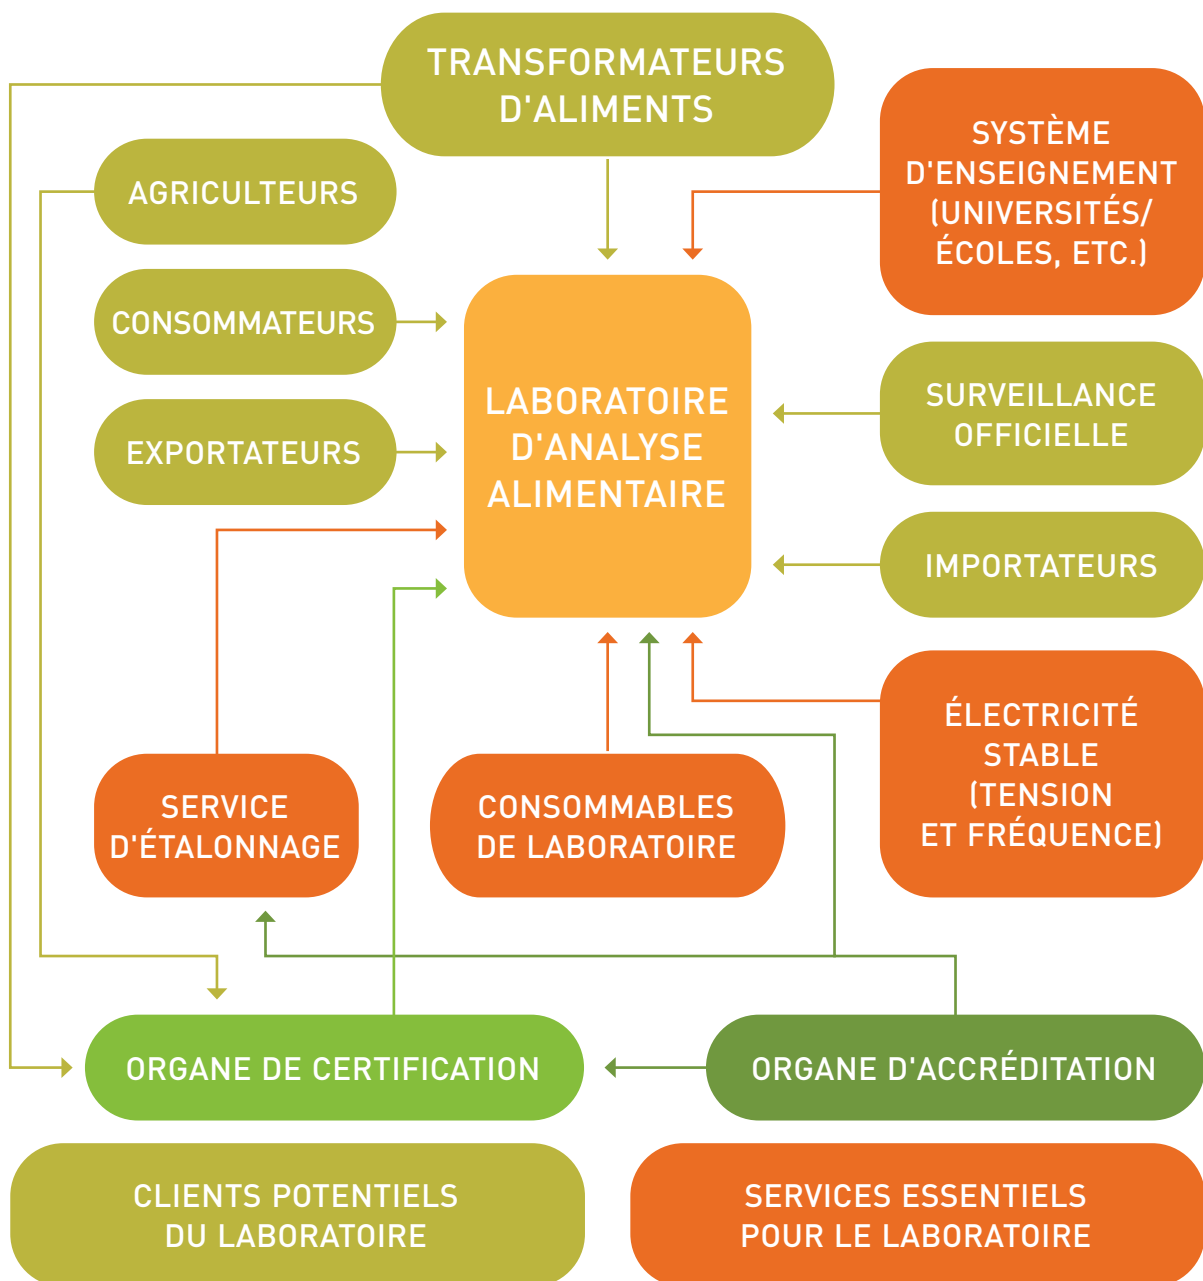 TRANSFORMATEURS
D'ALIMENTS
SYSTÈME
D'ENSEIGNEMENT
(UNIVERSITÉS/
ÉCOLES, ETC.)
AGRICULTEURS
CONSOMMATEURS
EXPORTATEURS
LABORATOIRE
D'ANALYSE
ALIMENTAIRE
SURVEILLANCE
OFFICIELLE
IMPORTATEURS
ÉLECTRICITÉ
STABLE
(TENSION
ET FRÉQUENCE)
SERVICE
D'ÉTALONNAGE
CONSOMMABLES
DE LABORATOIRE
ORGANE DE CERTIFICATION
ORGANE D'ACCRÉDITATION
CLIENTS POTENTIELS
DU LABORATOIRE
SERVICES ESSENTIELS
POUR LE LABORATOIRE